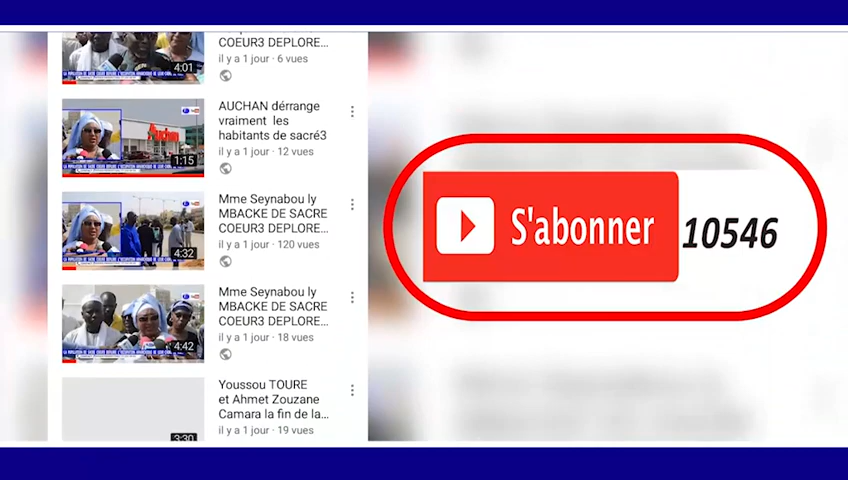 COEUR3 DEPLORE...
il y a 1 jour · 6 vues
4:01
AUCHAN dérrange
vraiment les
habitants de sacré3
il y a 1 jour · 12 vues
Auchan
1:15
Mme Seynabou ly
MBACKE DE SACRE
COEUR3 DEPLORE...
il y a 1 jour · 120 vues
4:32
Mme Seynabou ly
MBACKE DE SACRE
COEUR3 DEPLORE...
il y a 1 jour · 18 vues
4:42
Youssou TOURE
et Ahmet Zouzane
Camara la fin de la...
il y a 1 jour · 19 vues
3:30
S'abonner 10546